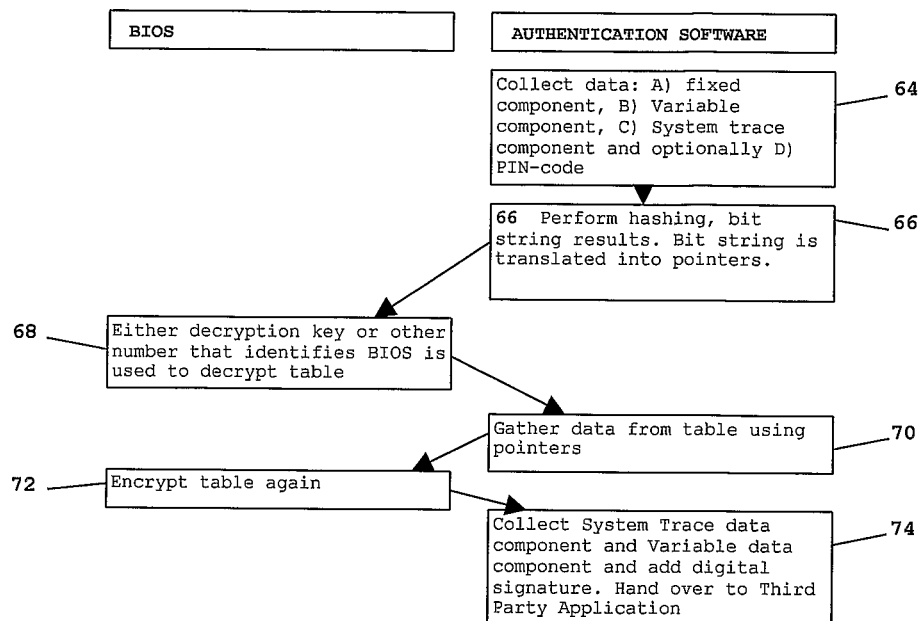 BIOS
AUTHENTICATION SOFTWARE
Collect data: A) fixed
component, B) Variable
component, C) System trace
component and optionally D)
PIN-code
64
66 Perform hashing, bit
string results. Bit string is
translated into pointers.
66
68
Either decryption key or other
number that identifies BIOS is
used to decrypt table
Gather data from table using
pointers
70
72
Encrypt table again
Collect System Trace data
component and Variable data
component and add digital
signature. Hand over to Third
Party Application
74